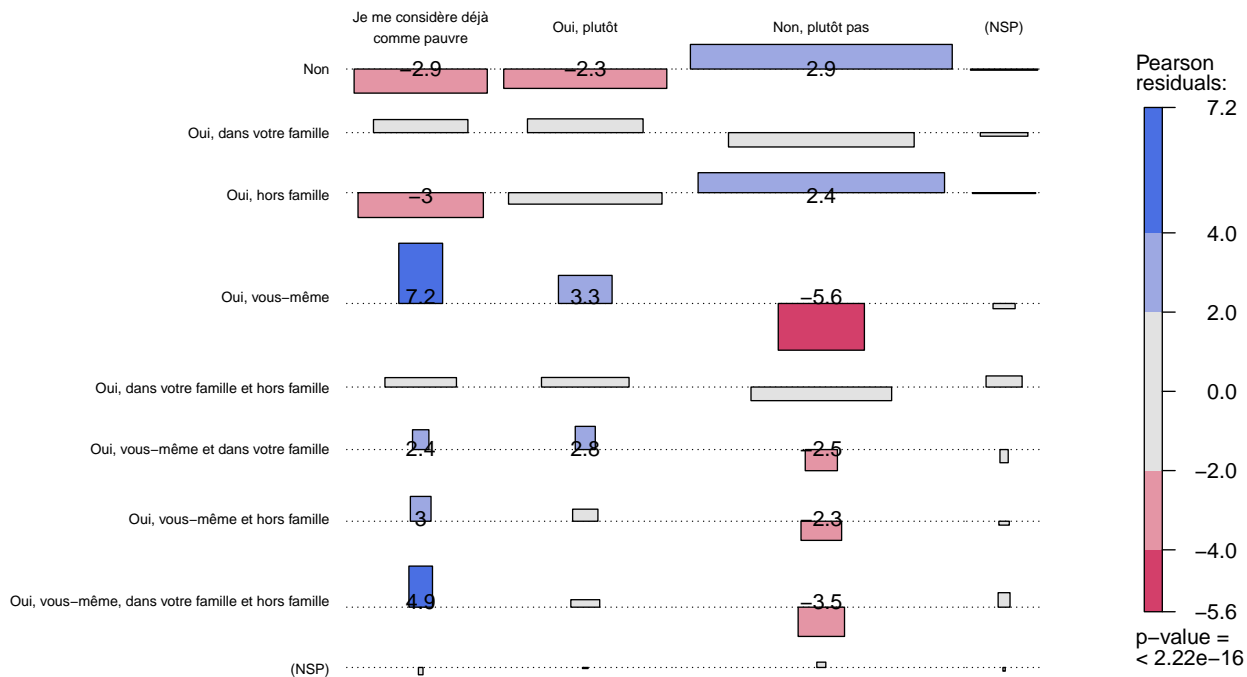 Je me considère déjà
comme pauvre
Oui, plutôt
Non, plutôt pas
(NSP)
Non
−2.9
−2.3
2.9
Oui, dans votre famille
Oui, hors famille
−3
2.4
Oui, vous−même
7.2
3.3
−5.6
Oui, dans votre famille et hors famille
Oui, vous−même et dans votre famille
2.4
2.8
−2.5
Oui, vous−même et hors famille
3
−2.3
Oui, vous−même, dans votre famille et hors famille
4.9
−3.5
(NSP)
Pearson
residuals:
7.2
4.0
2.0
0.0
−2.0
−4.0
−5.6
p−value =
< 2.22e−16